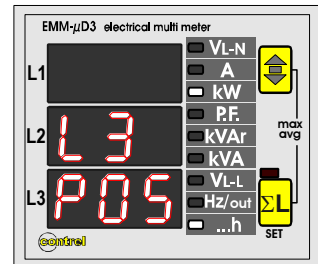 EMM-µD3 electrical multi meter
VL-N
L1
A
kW
P.F.
max
avg
L2
L3
kVAr
kVA
VL-L
L3
P05
Hz/out
ΣL
...h
SET
contrel